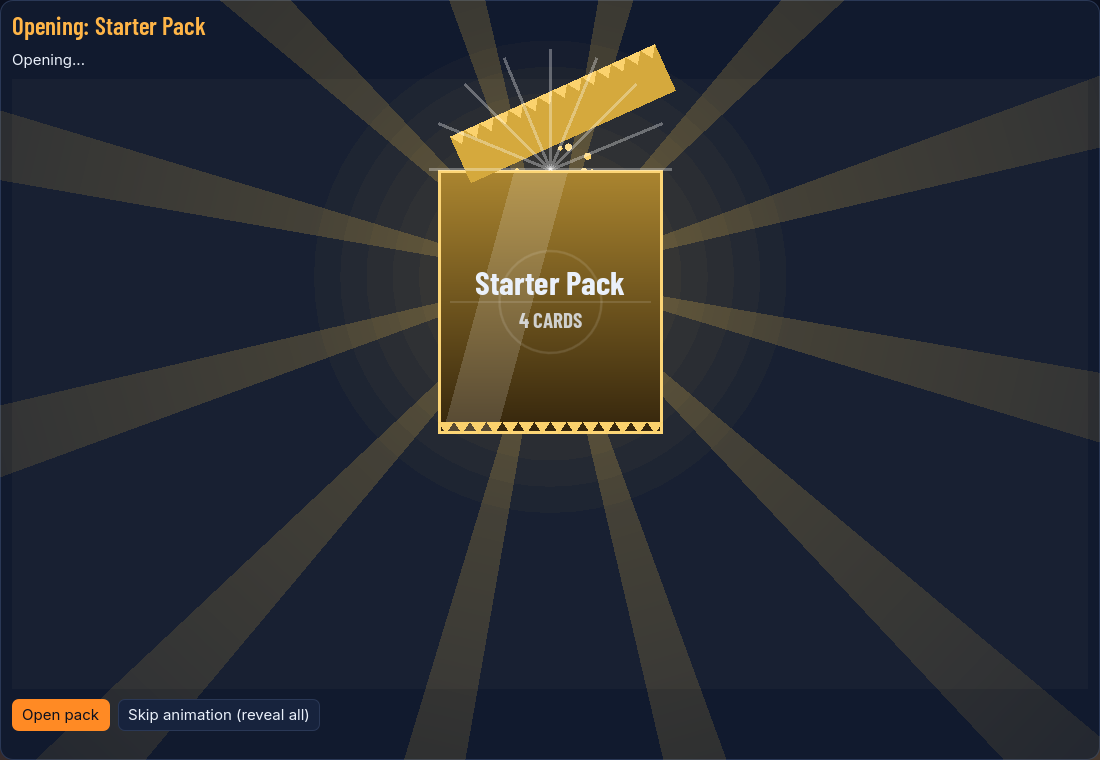 Opening: Starter Pack
Opening...
Starter Pack
4 CARDS
Open pack
Skip animation (reveal all)